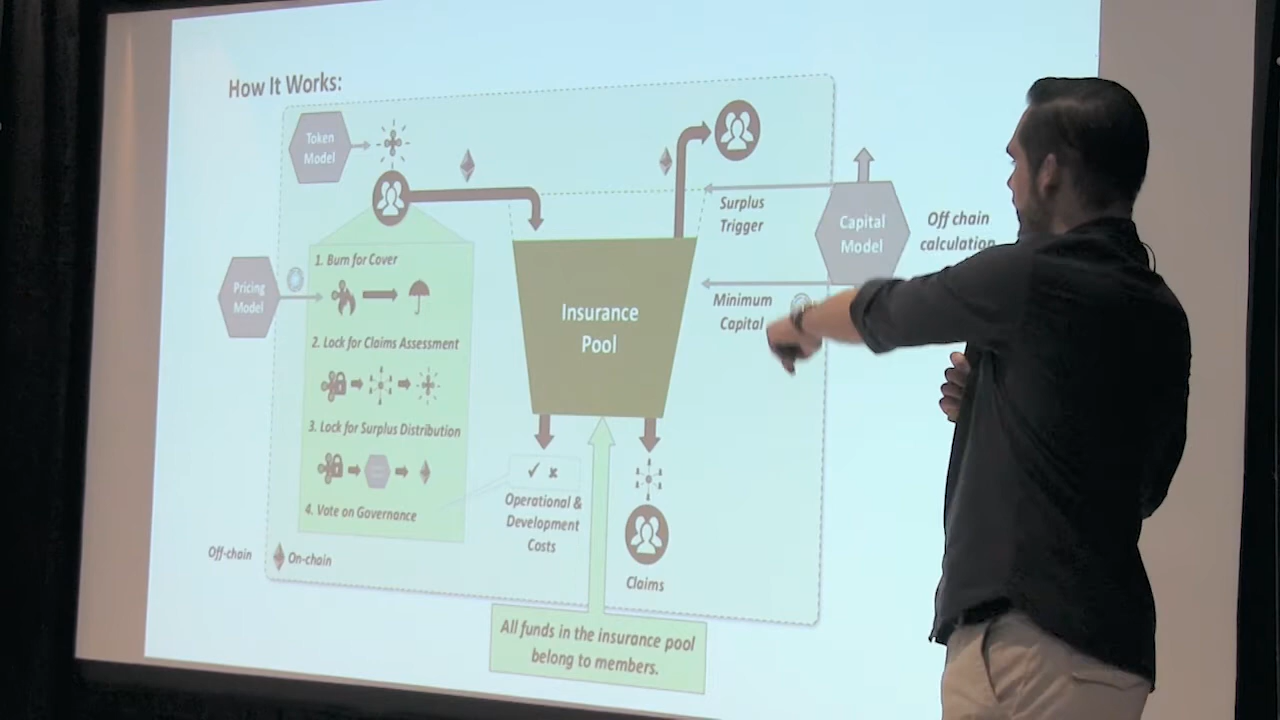 How It Works:
Token
Model
Surplus
Trigger
Capital
Model
Off chain
calculation
Pricing
Model
1. Burn for Cover
Insurance
Pool
Minimum
Capital
2. Lock for Claims Assessment
3. Lock for Surplus Distribution
4. Vote on Governance
Operational &
Development
Costs
Off-chain
On-chain
Claims
All funds in the insurance pool
belong to members.